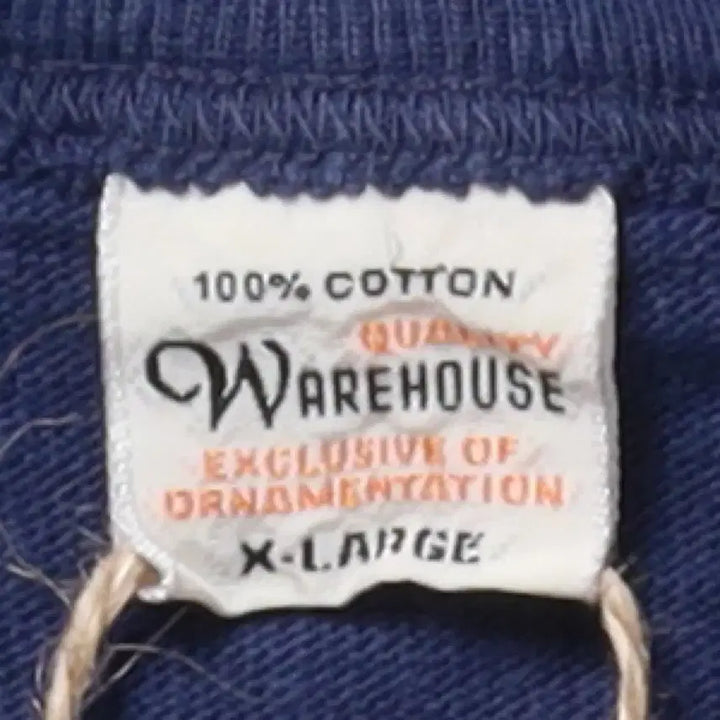 100% COTTON
QUALITY
WAREHOUSE
EXCLUSIVE OF
ORNAMENTATION
X-LARGE